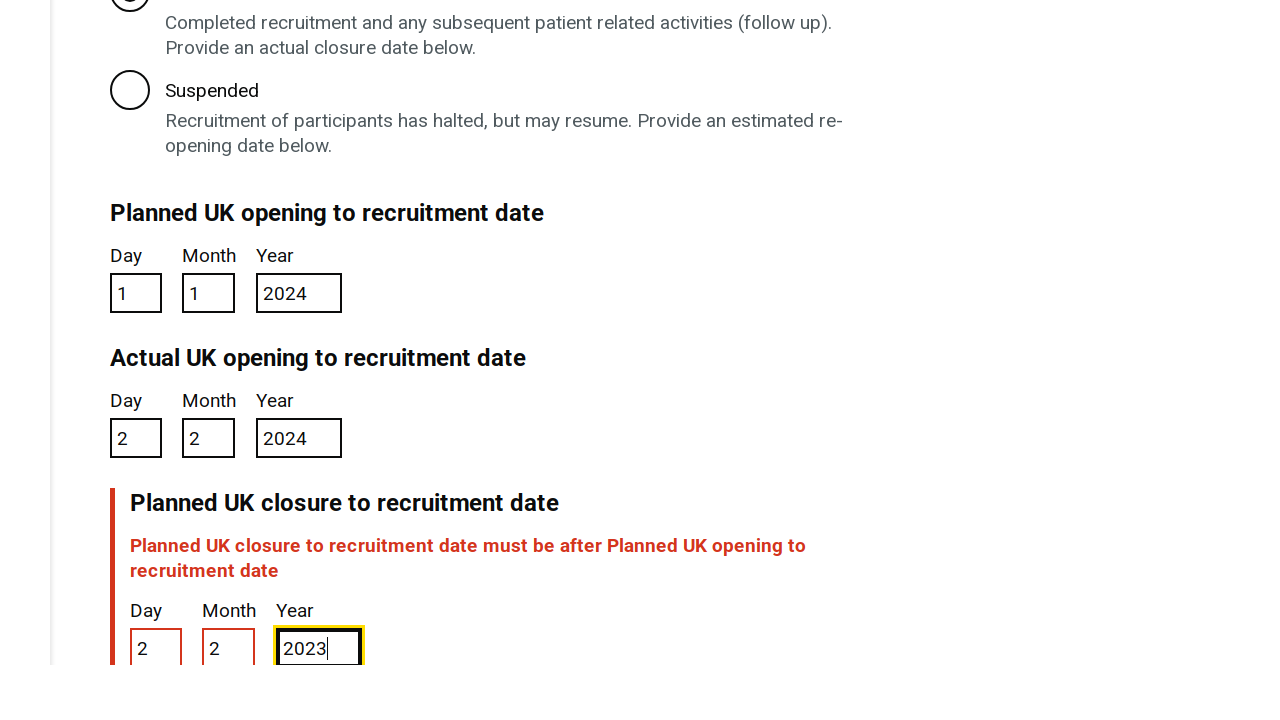 Completed recruitment and any subsequent patient related activities (follow up).
Provide an actual closure date below.
Suspended
Recruitment of participants has halted, but may resume. Provide an estimated re-
opening date below.
Planned UK opening to recruitment date
Day Month Year
1 1 2024
Actual UK opening to recruitment date
Day Month Year
2 2 2024
Planned UK closure to recruitment date
Planned UK closure to recruitment date must be after Planned UK opening to
recruitment date
Day Month Year
2 2 2023